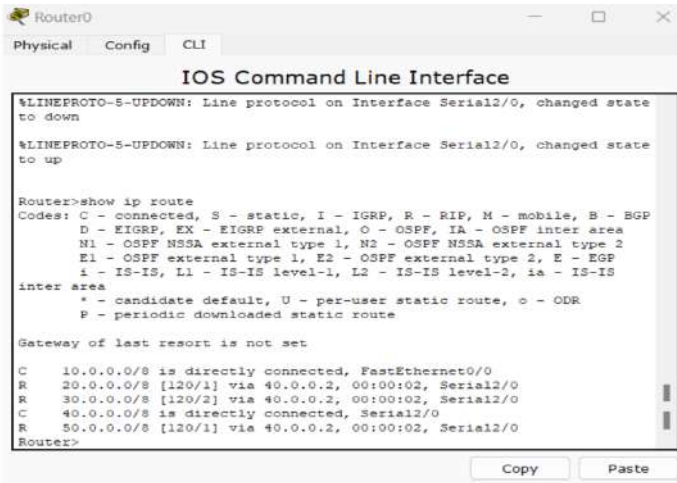 Router0
Physical Config CLI
IOS Command Line Interface
%LINEPROTO-5-UPDOWN: Line protocol on Interface Serial2/0, changed state
to down
%LINEPROTO-5-UPDOWN: Line protocol on Interface Serial2/0, changed state
to up
Router>show ip route
Codes: C - connected, S - static, I - IGRP, R - RIP, M - mobile, B - BGP
D - EIGRP, EX - EIGRP external, O - OSPF, IA - OSPF inter area
N1 - OSPF NSSA external type 1, N2 - OSPF NSSA external type 2
E1 - OSPF external type 1, E2 - OSPF external type 2, E - EGP
i - IS-IS, L1 - IS-IS level-1, L2 - IS-IS level-2, ia - IS-IS
inter area
* - candidate default, U - per-user static route, o - ODR
P - periodic downloaded static route
Gateway of last resort is not set
C 10.0.0.0/8 is directly connected, FastEthernet0/0
R 20.0.0.0/8 [120/1] via 40.0.0.2, 00:00:02, Serial2/0
R 30.0.0.0/8 [120/2] via 40.0.0.2, 00:00:02, Serial2/0
C 40.0.0.0/8 is directly connected, Serial2/0
R 50.0.0.0/8 [120/1] via 40.0.0.2, 00:00:02, Serial2/0
Router>
Copy Paste